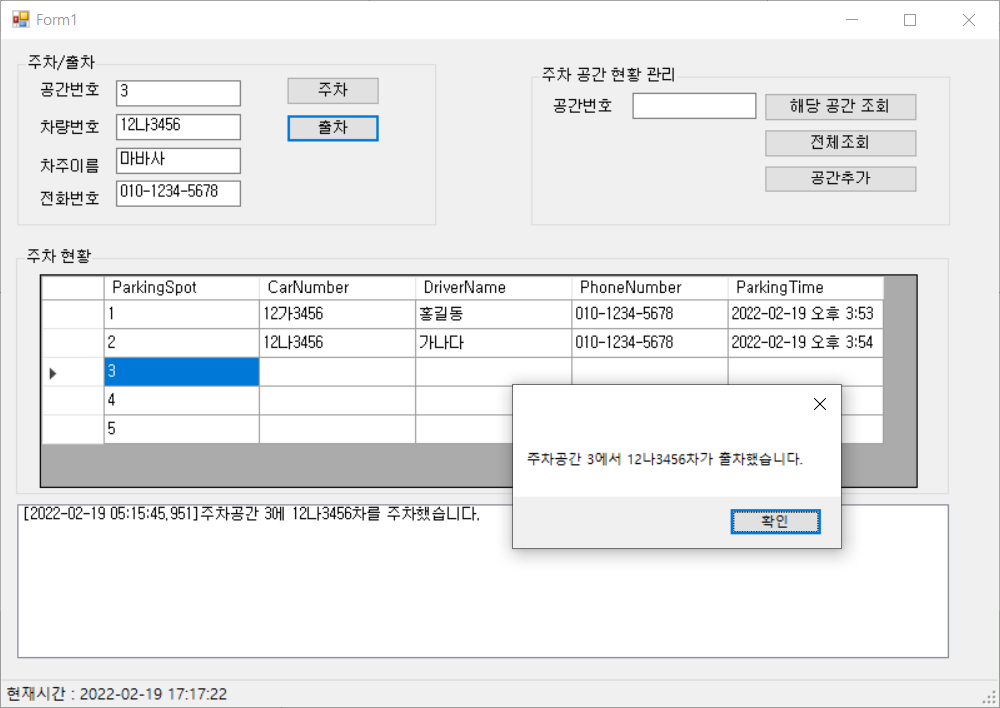 Form1
주차/출차
공간번호 3 주차
차량번호 12나3456 출차
차주이름 마바사
전화번호 010-1234-5678
주차 공간 현황 관리
공간번호 해당 공간 조회
전체조회
공간추가
주차 현황
ParkingSpot CarNumber DriverName PhoneNumber ParkingTime
1 12가3456 홍길동 010-1234-5678 2022-02-19 오후 3:53
2 12나3456 가나다 010-1234-5678 2022-02-19 오후 3:54
3
4
5
주차공간 3에서 12나3456차가 출차했습니다.
확인
[2022-02-19 05:15:45,951]주차공간 3에 12나3456차를 주차했습니다.
현재시간 : 2022-02-19 17:17:22